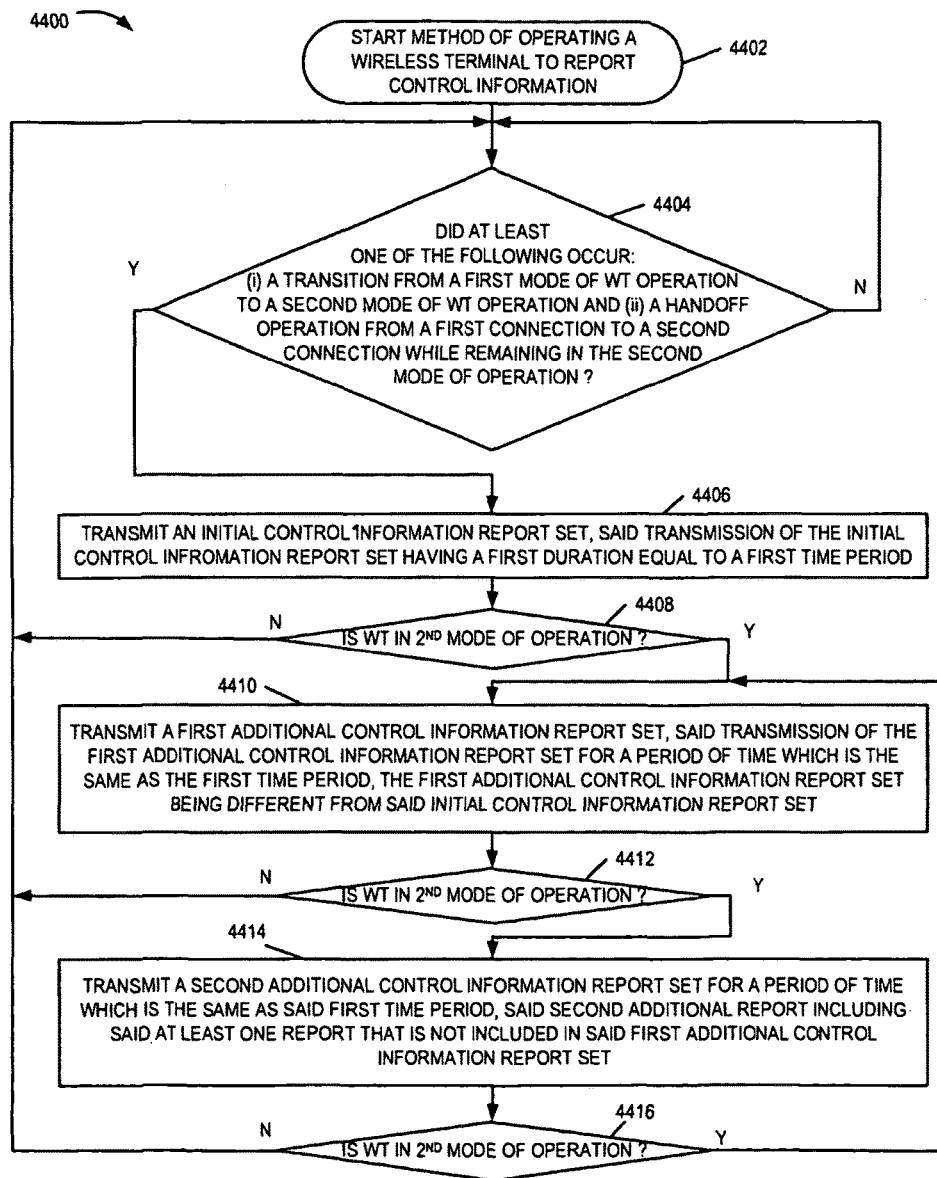 4400
START METHOD OF OPERATING A
WIRELESS TERMINAL TO REPORT
CONTROL INFORMATION
4402
4404
DID AT LEAST
ONE OF THE FOLLOWING OCCUR:
(i) A TRANSITION FROM A FIRST MODE OF WT OPERATION
TO A SECOND MODE OF WT OPERATION AND (ii) A HANDOFF
OPERATION FROM A FIRST CONNECTION TO A SECOND
CONNECTION WHILE REMAINING IN THE SECOND
MODE OF OPERATION ?
Y
N
4406
TRANSMIT AN INITIAL CONTROL INFORMATION REPORT SET, SAID TRANSMISSION OF THE INITIAL
CONTROL INFROMATION REPORT SET HAVING A FIRST DURATION EQUAL TO A FIRST TIME PERIOD
4408
N
IS WT IN 2ND MODE OF OPERATION ?
Y
4410
TRANSMIT A FIRST ADDITIONAL CONTROL INFORMATION REPORT SET, SAID TRANSMISSION OF THE
FIRST ADDITIONAL CONTROL INFORMATION REPORT SET FOR A PERIOD OF TIME WHICH IS THE
SAME AS THE FIRST TIME PERIOD, THE FIRST ADDITIONAL CONTROL INFORMATION REPORT SET
BEING DIFFERENT FROM SAID INITIAL CONTROL INFORMATION REPORT SET
4412
N
IS WT IN 2ND MODE OF OPERATION ?
Y
4414
TRANSMIT A SECOND ADDITIONAL CONTROL INFORMATION REPORT SET FOR A PERIOD OF TIME
WHICH IS THE SAME AS SAID FIRST TIME PERIOD, SAID SECOND ADDITIONAL REPORT INCLUDING
SAID AT LEAST ONE REPORT THAT IS NOT INCLUDED IN SAID FIRST ADDITIONAL CONTROL
INFORMATION REPORT SET
4416
N
IS WT IN 2ND MODE OF OPERATION ?
Y